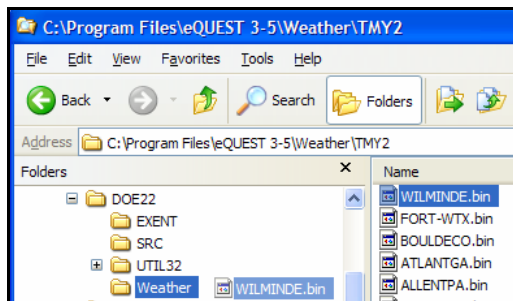 C:\Program Files\eQUEST 3-5\Weather\TMY2
File Edit View Favorites Tools Help
Back Search Folders
Address C:\Program Files\eQUEST 3-5\Weather\TMY2
Folders x Name
DOE22 WILMINDE.bin
EXENT FORT-WTX.bin
SRC BOULDECO.bin
UTIL32 ATLANTGA.bin
Weather WILMINDE.bin ALLENTPA.bin